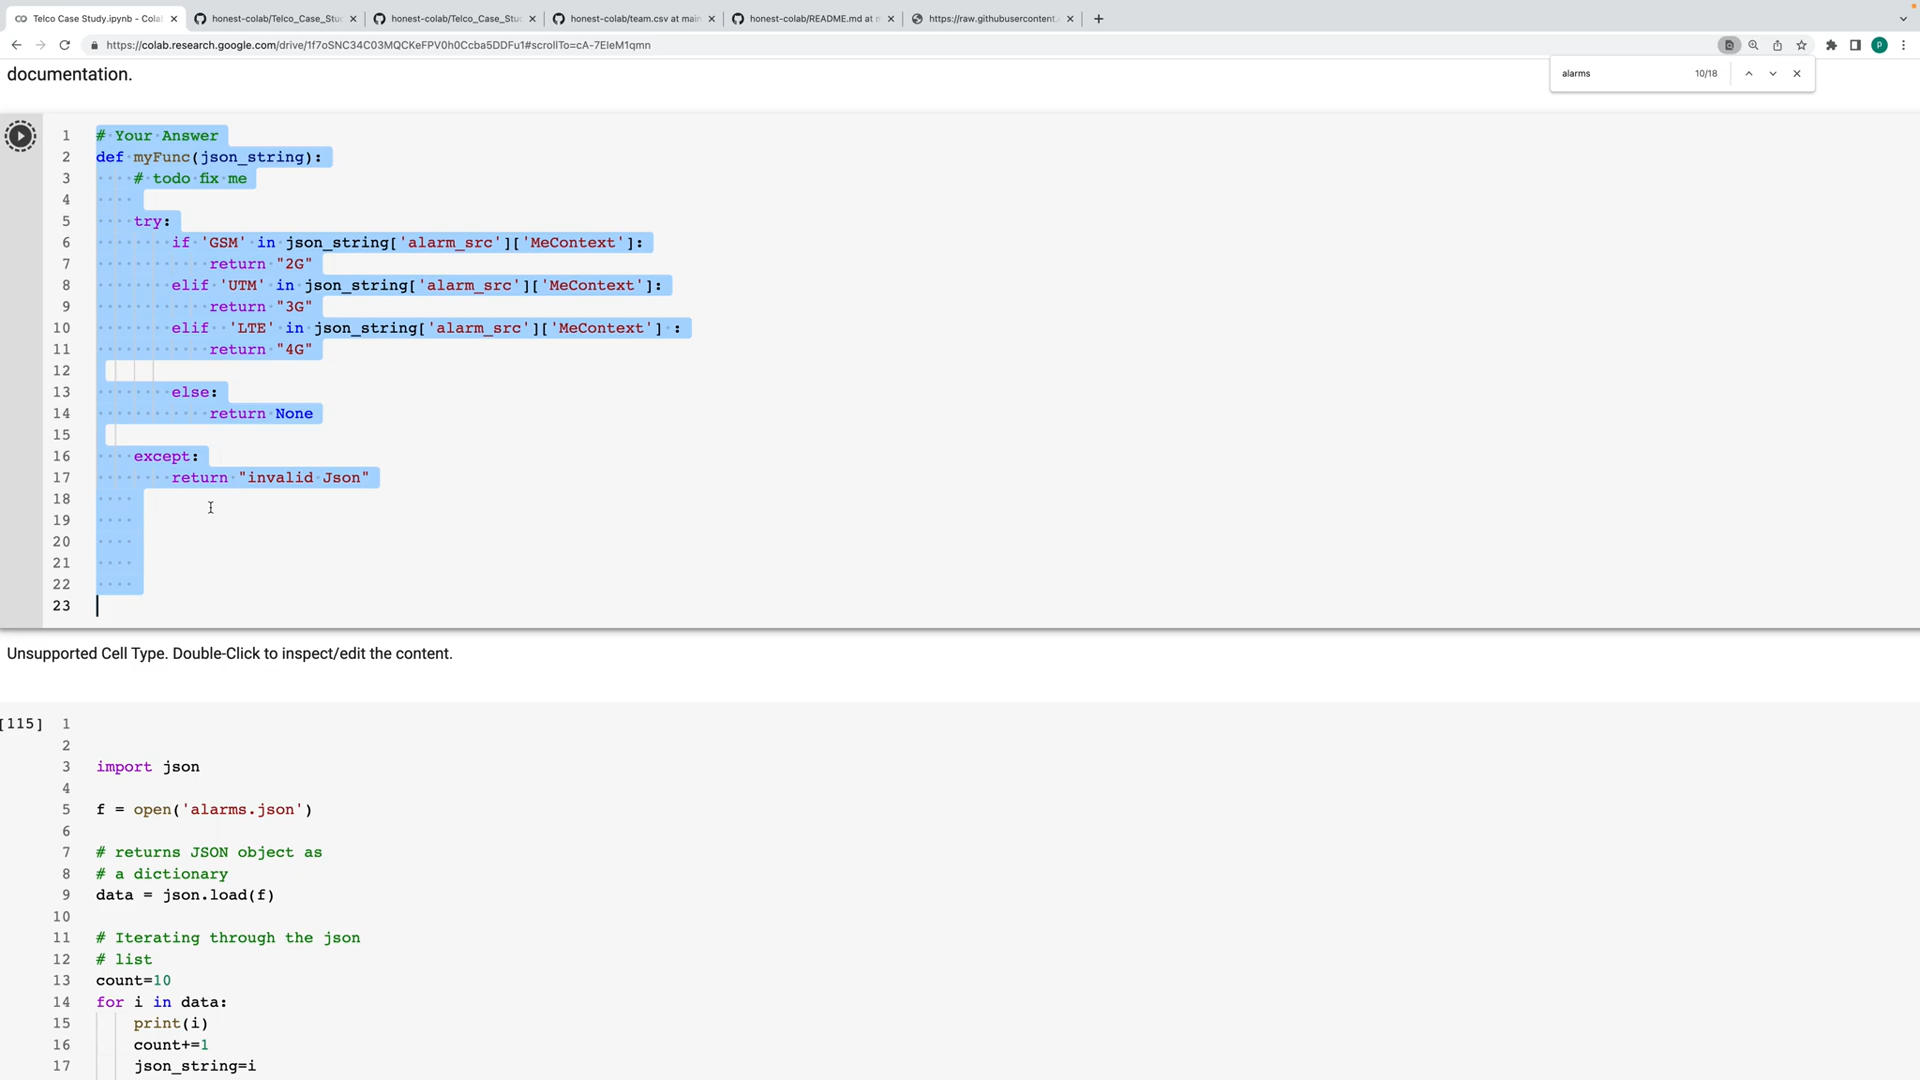 Telco Case Study.ipynb - Colab
honest-colab/Telco_Case_Stu
honest-colab/Telco_Case_Stu
honest-colab/team.csv at main
honest-colab/README.md at m
https://raw.githubusercontent.
https://colab.research.google.com/drive/1f7oSNC34C03MQCKeFPV0h0Ccba5DDFu1#scrollTo=cA-7EIeM1qmn
P
alarms
10/18
documentation.
1 # Your Answer
2 def myFunc(json_string):
3 # todo fix me
4
5 try:
6 if 'GSM' in json_string['alarm_src']['MeContext']:
7 return "2G"
8 elif 'UTM' in json_string['alarm_src']['MeContext']:
9 return "3G"
10 elif 'LTE' in json_string['alarm_src']['MeContext'] :
11 return "4G"
12
13 else:
14 return None
15
16 except:
17 return "invalid Json"
18
19
20
21
22
23
Unsupported Cell Type. Double-Click to inspect/edit the content.
[115] 1
2
3 import json
4
5 f = open('alarms.json')
6
7 # returns JSON object as
8 # a dictionary
9 data = json.load(f)
10
11 # Iterating through the json
12 # list
13 count=10
14 for i in data:
15 print(i)
16 count+=1
17 json_string=i